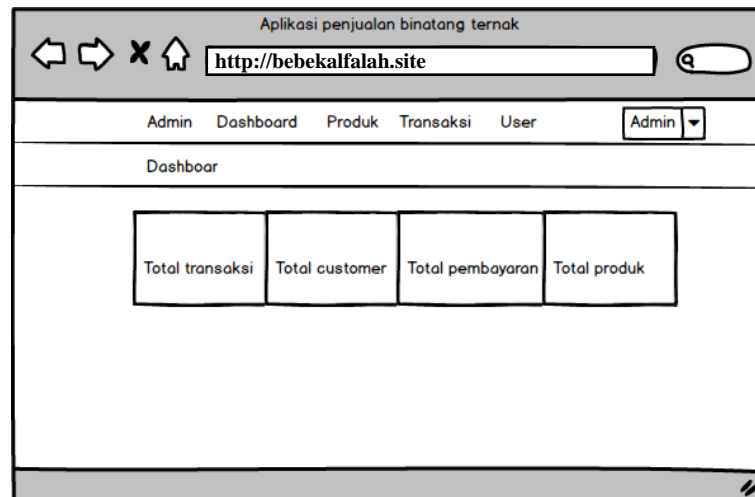 Aplikasi penjualan binatang ternak
http://bebekalfalah.site
Admin Dashboard Produk Transaksi User Admin
Dashboar
Total transaksi Total customer Total pembayaran Total produk